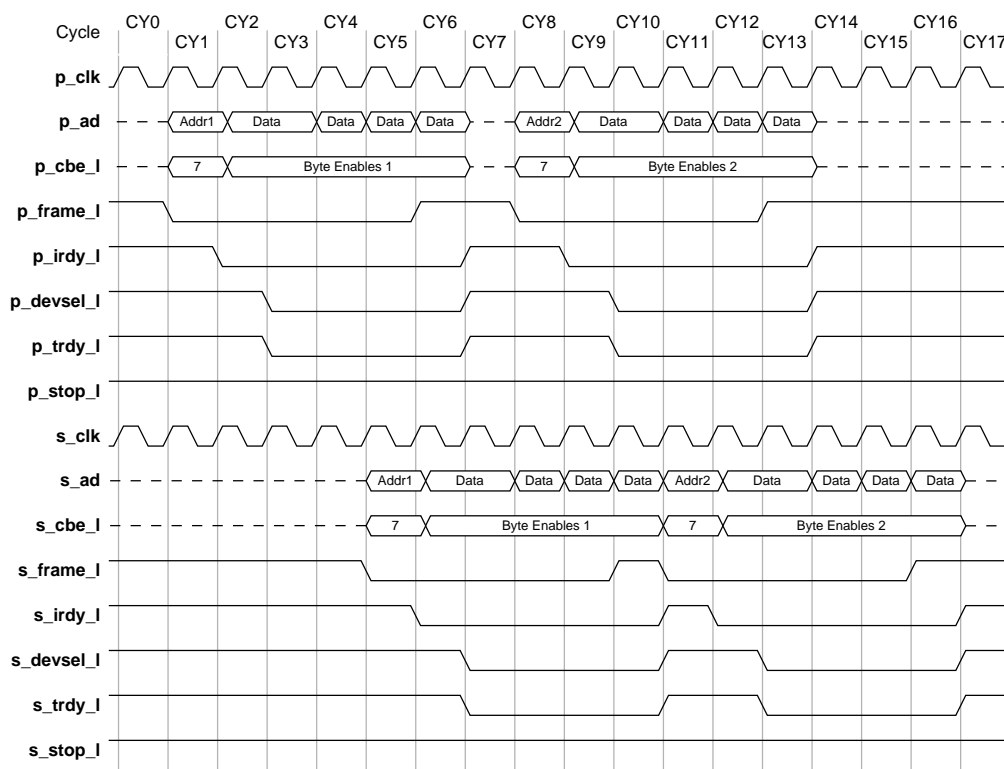 CY0 CY2 CY4 CY6 CY8 CY10 CY12 CY14 CY16
Cycle
CY1 CY3 CY5 CY7 CY9 CY11 CY13 CY15 CY17
p_clk
p_ad Addr1 Data Data Data Data Addr2 Data Data Data Data
p_cbe_l 7 Byte Enables 1 7 Byte Enables 2
p_frame_l
p_irdy_l
p_devsel_l
p_trdy_l
p_stop_l
s_clk
s_ad Addr1 Data Data Data Data Addr2 Data Data Data Data
s_cbe_l 7 Byte Enables 1 7 Byte Enables 2
s_frame_l
s_irdy_l
s_devsel_l
s_trdy_l
s_stop_l